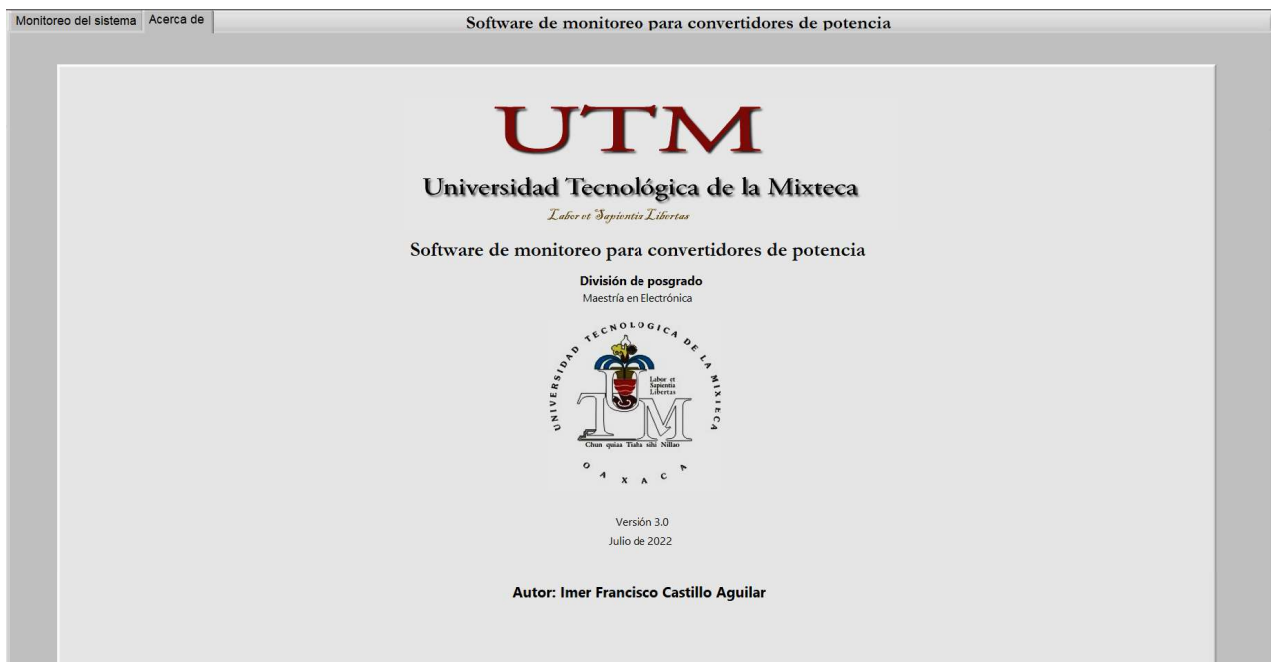 Monitoreo del sistema Acerca de Software de monitoreo para convertidores de potencia
UTM
Universidad Tecnológica de la Mixteca
Labor et Sapientia Libertas
Software de monitoreo para convertidores de potencia
División de posgrado
Maestría en Electrónica
UNIVERSIDAD TECNOLOGICA DE LA MIXTECA
Labor et
Sapientia
Libertas
UTM
Chun quiaa Tiaha sihi Nillao
OAXACA
Versión 3.0
Julio de 2022
Autor: Imer Francisco Castillo Aguilar